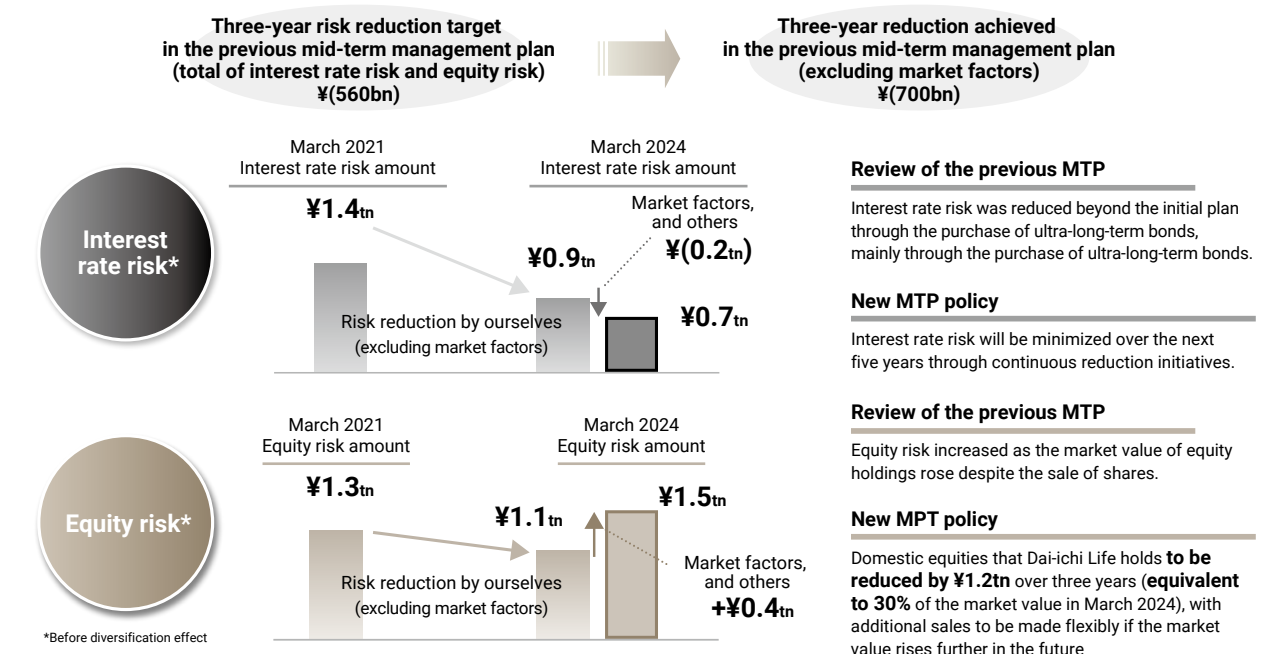 Three-year risk reduction target
in the previous mid-term management plan
(total of interest rate risk and equity risk)
¥(560bn)
Three-year reduction achieved
in the previous mid-term management plan
(excluding market factors)
¥(700bn)
Interest
rate risk*
March 2021
Interest rate risk amount
¥1.4tn
March 2024
Interest rate risk amount
¥0.9tn
Market factors,
and others
¥(0.2tn)
¥0.7tn
Risk reduction by ourselves
(excluding market factors)
Review of the previous MTP
Interest rate risk was reduced beyond the initial plan
through the purchase of ultra-long-term bonds,
mainly through the purchase of ultra-long-term bonds.
New MTP policy
Interest rate risk will be minimized over the next
five years through continuous reduction initiatives.
Equity risk*
March 2021
Equity risk amount
¥1.3tn
March 2024
Equity risk amount
¥1.1tn
¥1.5tn
Market factors,
and others
+¥0.4tn
Risk reduction by ourselves
(excluding market factors)
Review of the previous MTP
Equity risk increased as the market value of equity
holdings rose despite the sale of shares.
New MPT policy
Domestic equities that Dai-ichi Life holds to be
reduced by ¥1.2tn over three years (equivalent
to 30% of the market value in March 2024), with
additional sales to be made flexibly if the market
value rises further in the future
*Before diversification effect